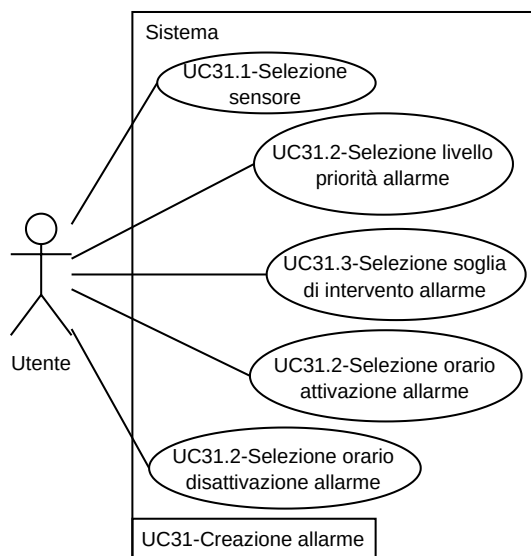 Sistema
UC31.1-Selezione
sensore
UC31.2-Selezione livello
priorità allarme
UC31.3-Selezione soglia
di intervento allarme
Utente
UC31.2-Selezione orario
attivazione allarme
UC31.2-Selezione orario
disattivazione allarme
UC31-Creazione allarme